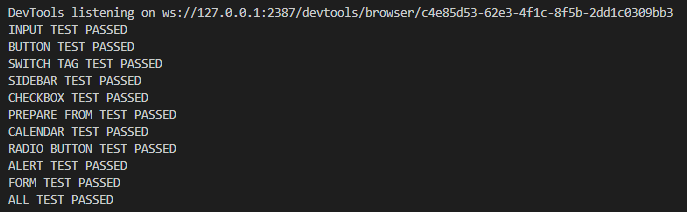 DevTools listening on ws://127.0.0.1:2387/devtools/browser/c4e85d53-62e3-4f1c-8f5b-2dd1c0309bb3
INPUT TEST PASSED
BUTTON TEST PASSED
SWITCH TAG TEST PASSED
SIDEBAR TEST PASSED
CHECKBOX TEST PASSED
PREPARE FROM TEST PASSED
CALENDAR TEST PASSED
RADIO BUTTON TEST PASSED
ALERT TEST PASSED
FORM TEST PASSED
ALL TEST PASSED